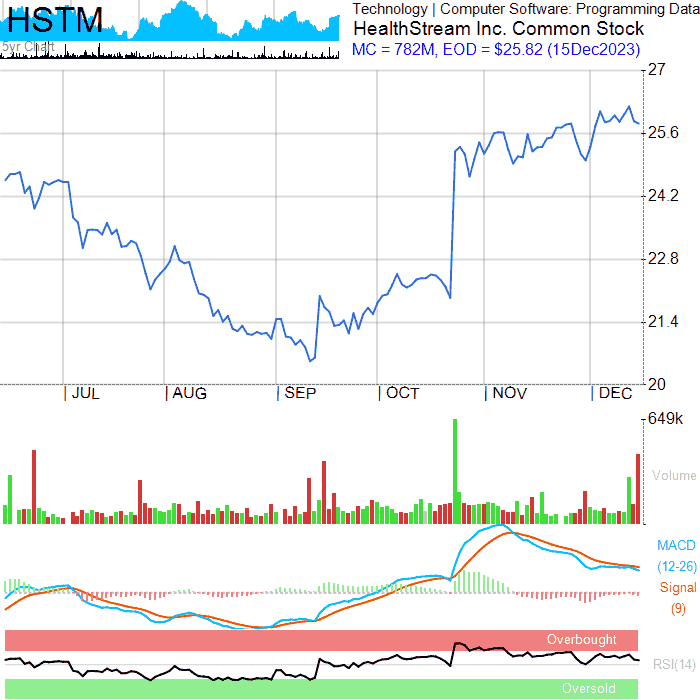 HSTM
5yr Chart
Technology | Computer Software: Programming Data
HealthStream Inc. Common Stock
MC = 782M, EOD = $25.82 (15Dec2023)
27
25.6
24.2
22.8
21.4
20
JUL AUG SEP OCT NOV DEC
649k
Volume
MACD
(12-26)
Signal
(9)
Overbought
RSI(14)
Oversold